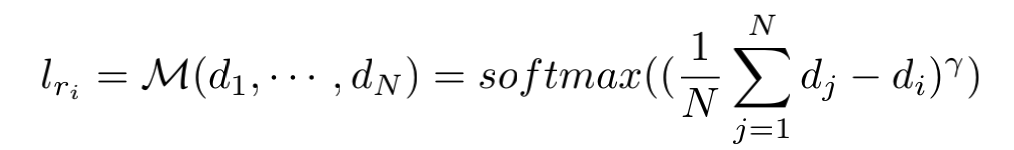 $l_{r_i} = \mathcal{M}(d_1, \cdots, d_N) = softmax((\frac{1}{N} \sum_{j=1}^{N} d_j - d_i)^{\gamma})$